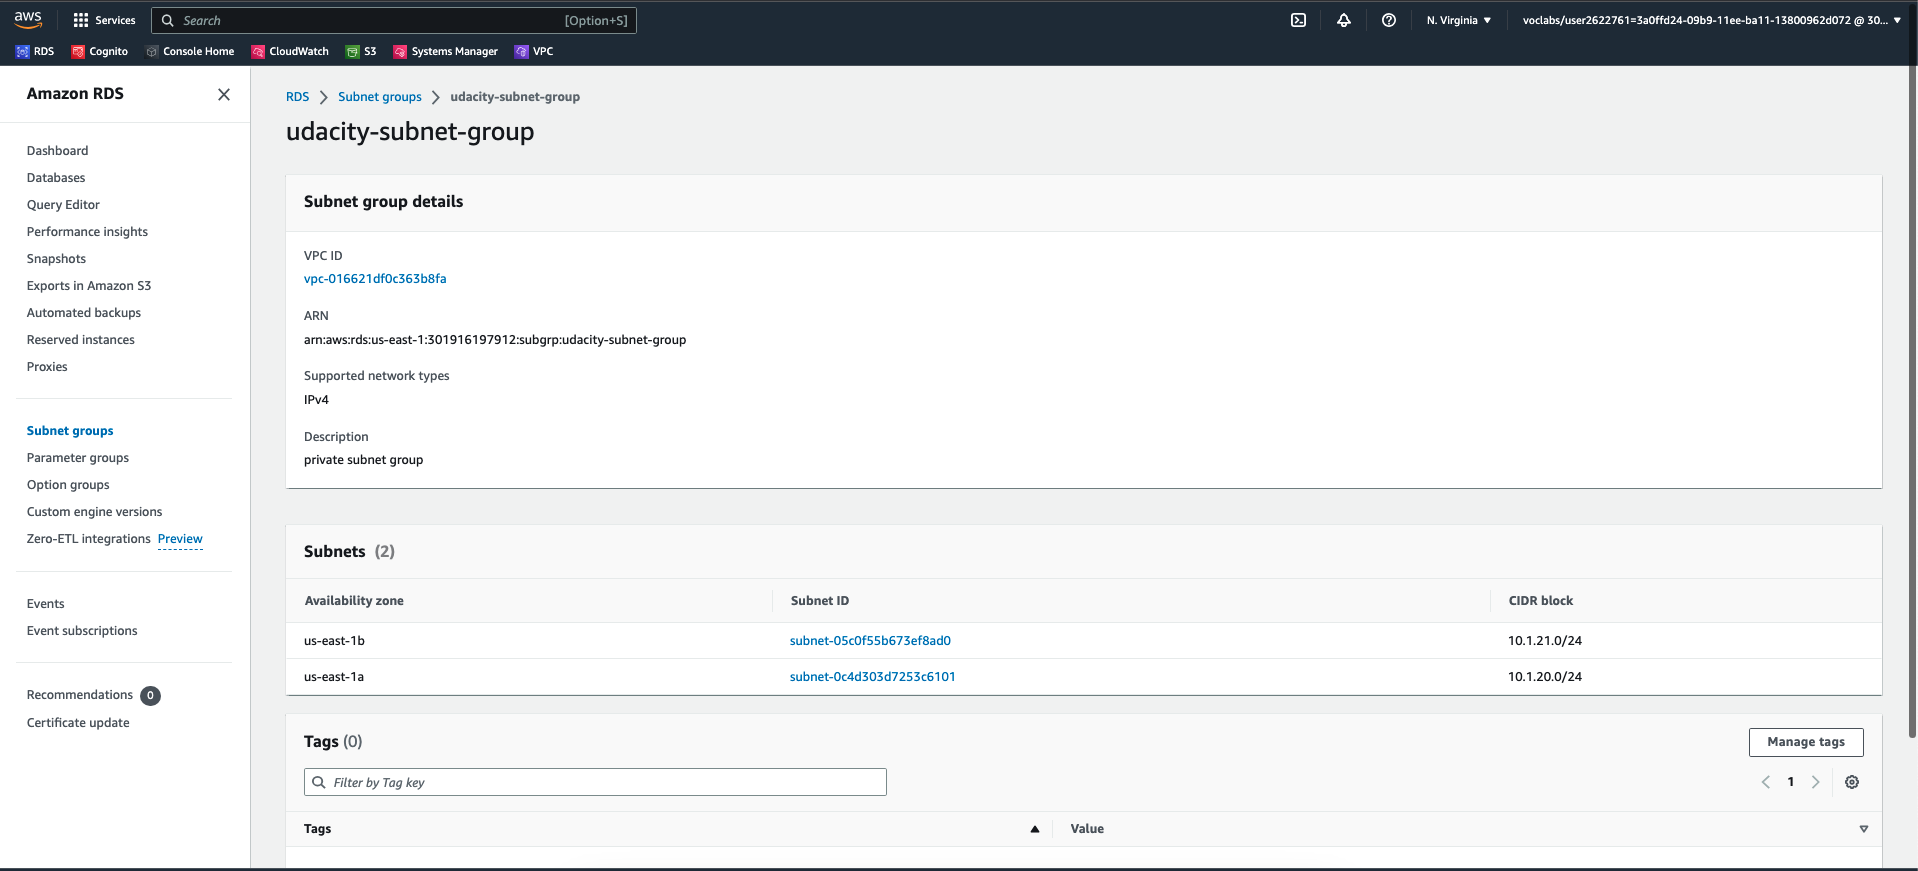 aws Services Search [Option+S] N. Virginia voclabs/user2622761=3a0ffd24-09b9-11ee-ba11-13800962d072 @ 30...
RDS Cognito Console Home CloudWatch S3 Systems Manager VPC
Amazon RDS
Dashboard
Databases
Query Editor
Performance insights
Snapshots
Exports in Amazon S3
Automated backups
Reserved instances
Proxies
Subnet groups
Parameter groups
Option groups
Custom engine versions
Zero-ETL integrations Preview
Events
Event subscriptions
Recommendations 0
Certificate update
RDS Subnet groups udacity-subnet-group
udacity-subnet-group
Subnet group details
VPC ID
vpc-016621df0c363b8fa
ARN
arn:aws:rds:us-east-1:301916197912:subgrp:udacity-subnet-group
Supported network types
IPv4
Description
private subnet group
Subnets (2)
Availability zone Subnet ID CIDR block
us-east-1b subnet-05c0f55b673ef8ad0 10.1.21.0/24
us-east-1a subnet-0c4d303d7253c6101 10.1.20.0/24
Tags (0) Manage tags
Filter by Tag key 1
Tags Value